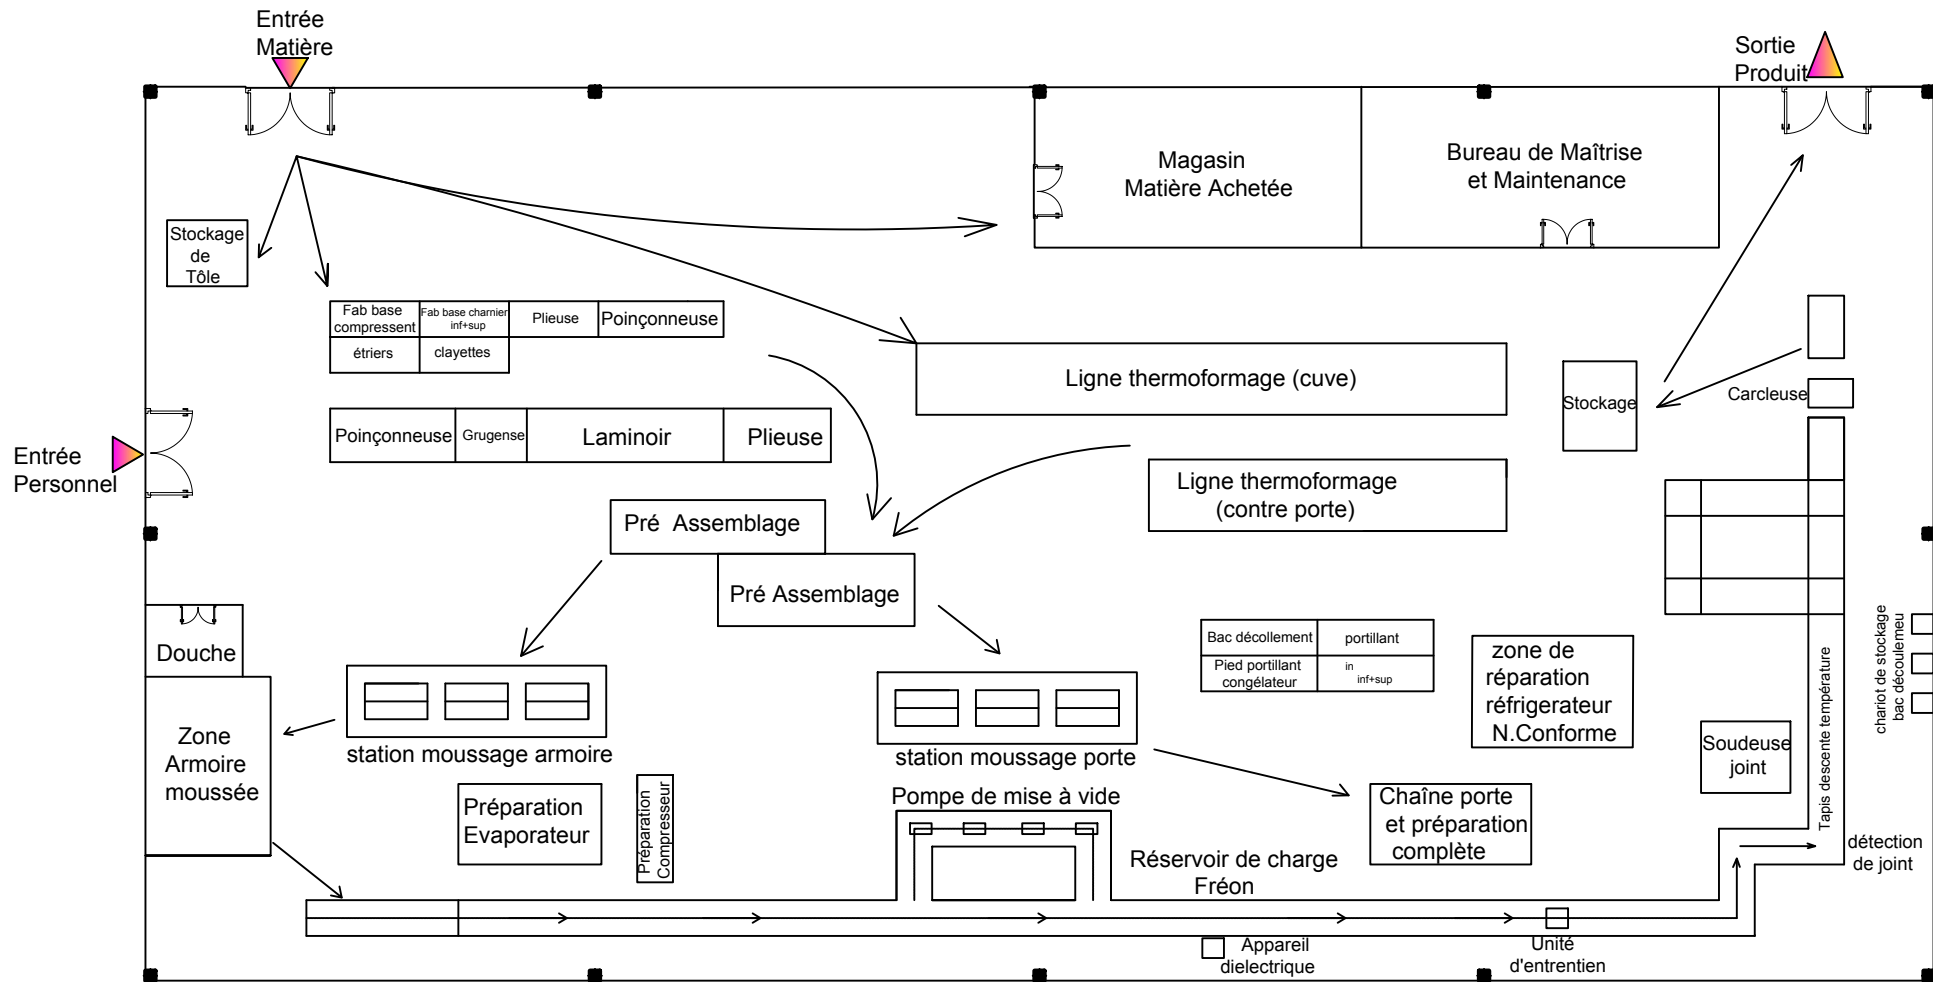 Entrée
Matière
Sortie
Produit
Magasin
Matière Achetée
Bureau de Maîtrise
et Maintenance
Stockage
de
Tôle
Fab base
compressent
Fab base charnier
inf+sup
Plieuse
Poinçonneuse
étriers
clayettes
Ligne thermoformage (cuve)
Stockage
Carcleuse
Poinçonneuse
Grugense
Laminoir
Plieuse
Entrée
Personnel
Ligne thermoformage
(contre porte)
Pré Assemblage
Pré Assemblage
Douche
Bac décollement
portillant
Pied portillant
congélateur
in
inf+sup
zone de
réparation
réfrigerateur
N.Conforme
chariot de stockage
bac découlemeu
Tapis descente température
Zone
Armoire
moussée
station moussage armoire
station moussage porte
Soudeuse
joint
Préparation
Evaporateur
Préparation
Compresseur
Pompe de mise à vide
Chaîne porte
et préparation
complète
Réservoir de charge
Fréon
détection
de joint
Appareil
dielectrique
Unité
d'entrentien